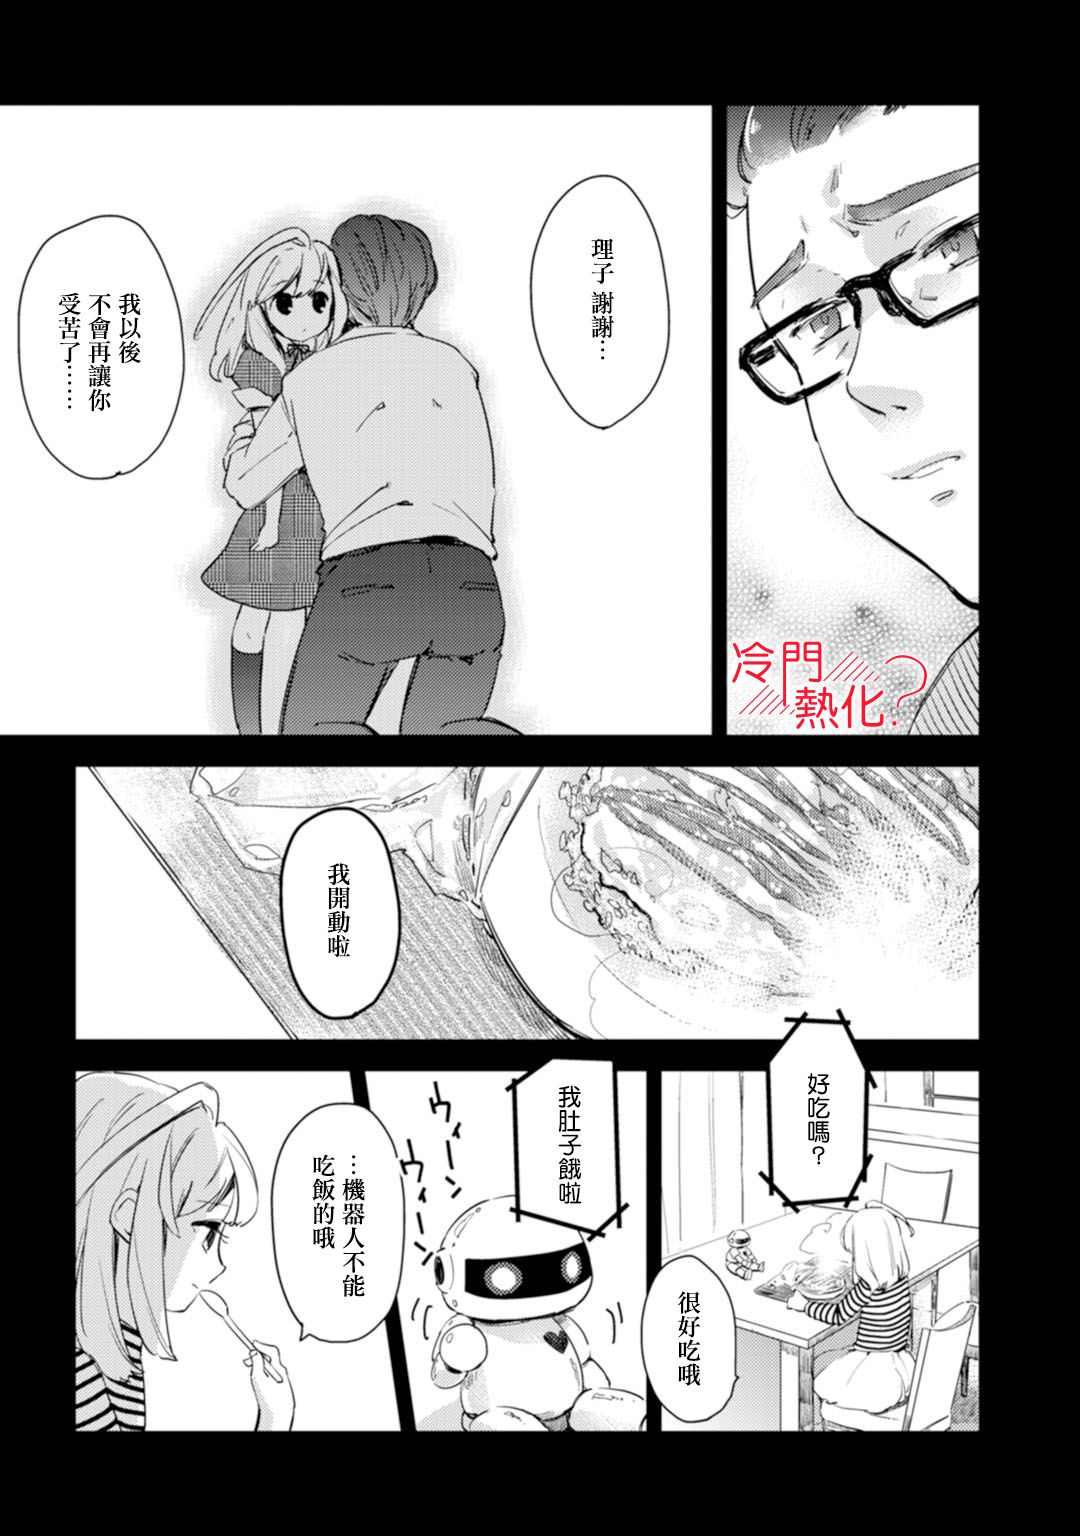 理子 謝謝…
我以後
不會再讓你
受苦了……
冷門
熱化?
我開動啦
好吃嗎?
很好吃哦
我肚子餓啦
ウィーン
ウィーン
…機器人不能
吃飯的哦